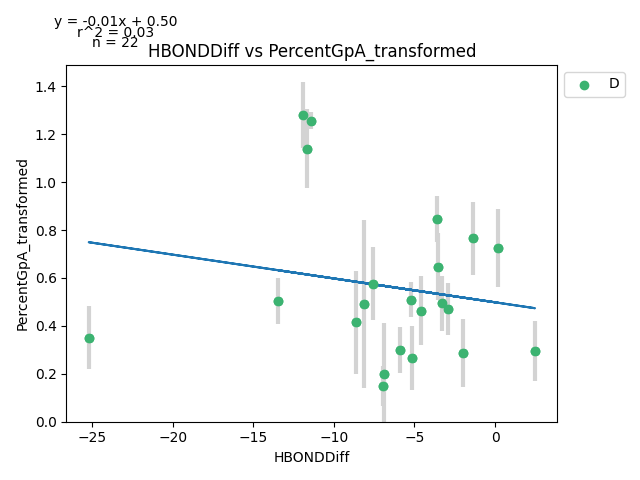 y = -0.01x + 0.50
r^2 = 0.03
n = 22
HBONDDiff vs PercentGpA_transformed
D
PercentGpA_transformed
1.4
1.2
1.0
0.8
0.6
0.4
0.2
0.0
−25
−20
−15
−10
−5
0
HBONDDiff